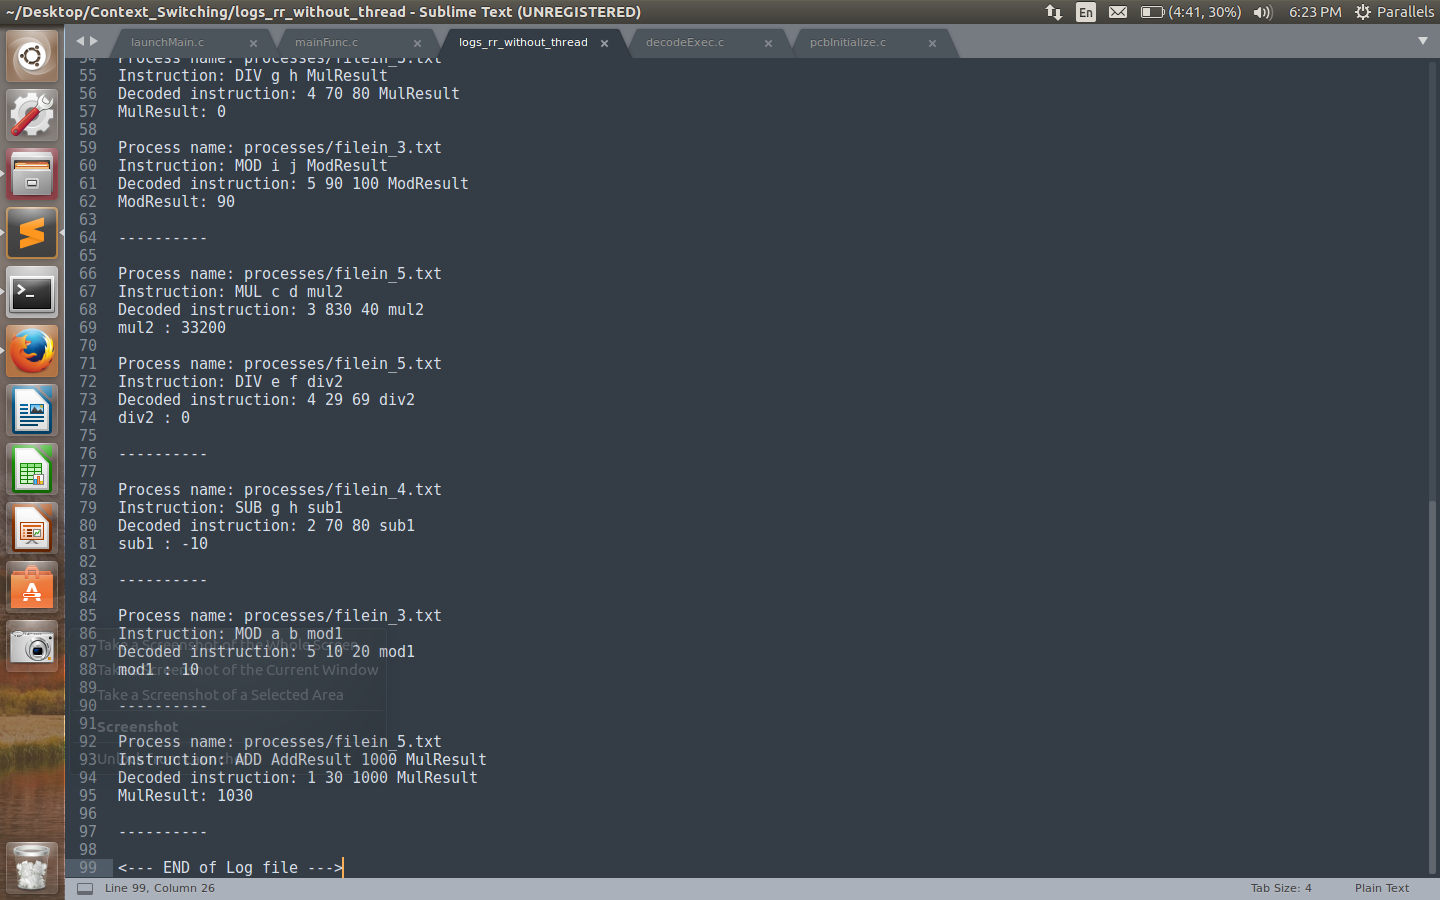 ~/Desktop/Context_Switching/logs_rr_without_thread - Sublime Text (UNREGISTERED)
En
(4:41, 30%)
6:23 PM
Parallels
launchMain.c
mainFunc.c
logs_rr_without_thread
decodeExec.c
pcbInitialize.c
54 Process name: processes/filein_3.txt
55 Instruction: DIV g h MulResult
56 Decoded instruction: 4 70 80 MulResult
57 MulResult: 0
58
59 Process name: processes/filein_3.txt
60 Instruction: MOD i j ModResult
61 Decoded instruction: 5 90 100 ModResult
62 ModResult: 90
63
64 ----------
65
66 Process name: processes/filein_5.txt
67 Instruction: MUL c d mul2
68 Decoded instruction: 3 830 40 mul2
69 mul2 : 33200
70
71 Process name: processes/filein_5.txt
72 Instruction: DIV e f div2
73 Decoded instruction: 4 29 69 div2
74 div2 : 0
75
76 ----------
77
78 Process name: processes/filein_4.txt
79 Instruction: SUB g h sub1
80 Decoded instruction: 2 70 80 sub1
81 sub1 : -10
82
83 ----------
84
85 Process name: processes/filein_3.txt
86 Instruction: MOD a b mod1
Take a Screenshot of the Whole Screen
87 Decoded instruction: 5 10 20 mod1
88 mod1 : 10
Take a Screenshot of the Current Window
89
Take a Screenshot of a Selected Area
90 ----------
91
Screenshot
92 Process name: processes/filein_5.txt
93 Instruction: ADD AddResult 1000 MulResult
94 Decoded instruction: 1 30 1000 MulResult
95 MulResult: 1030
96
97 ----------
98
99 <--- END of Log file --->
Line 99, Column 26
Tab Size: 4
Plain Text